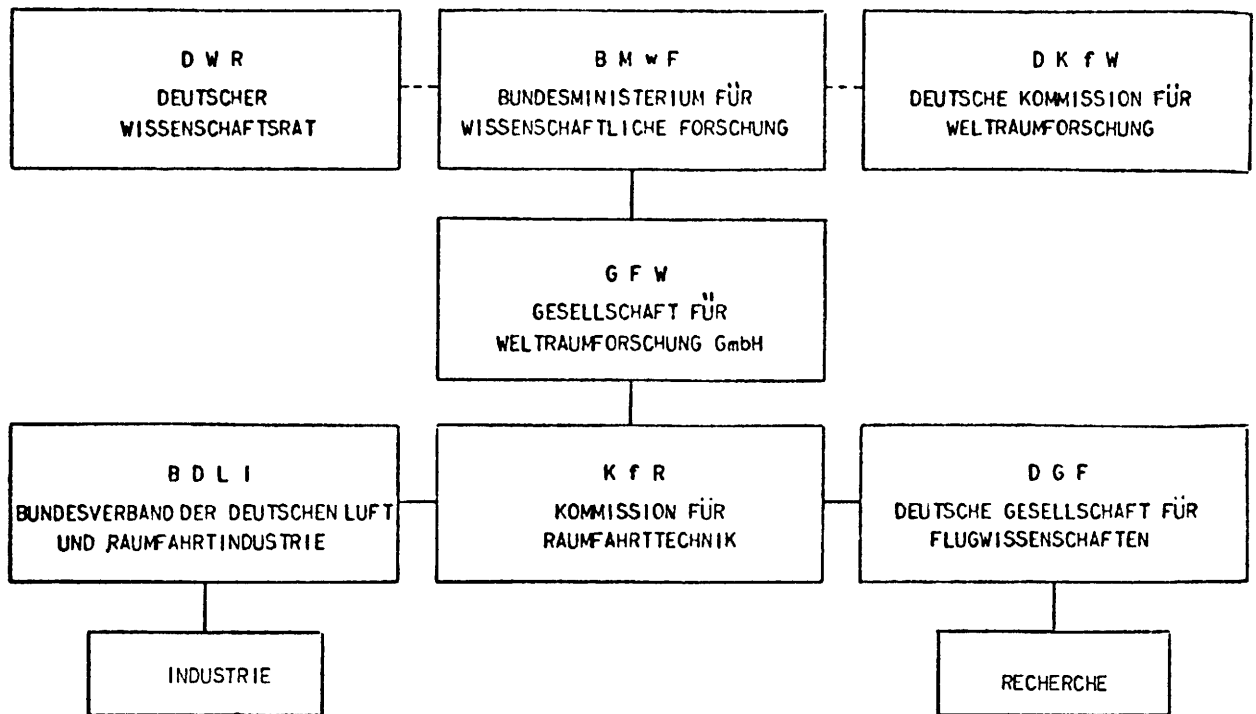 D W R
DEUTSCHER
WISSENSCHAFTSRAT
B M w F
BUNDESMINISTERIUM FÜR
WISSENSCHAFTLICHE FORSCHUNG
D K f W
DEUTSCHE KOMMISSION FÜR
WELTRAUMFORSCHUNG
G F W
GESELLSCHAFT FÜR
WELTRAUMFORSCHUNG GmbH
B D L I
BUNDESVERBAND DER DEUTSCHEN LUFT
UND RAUMFAHRTINDUSTRIE
K f R
KOMMISSION FÜR
RAUMFAHRTTECHNIK
D G F
DEUTSCHE GESELLSCHAFT FÜR
FLUGWISSENSCHAFTEN
INDUSTRIE
RECHERCHE